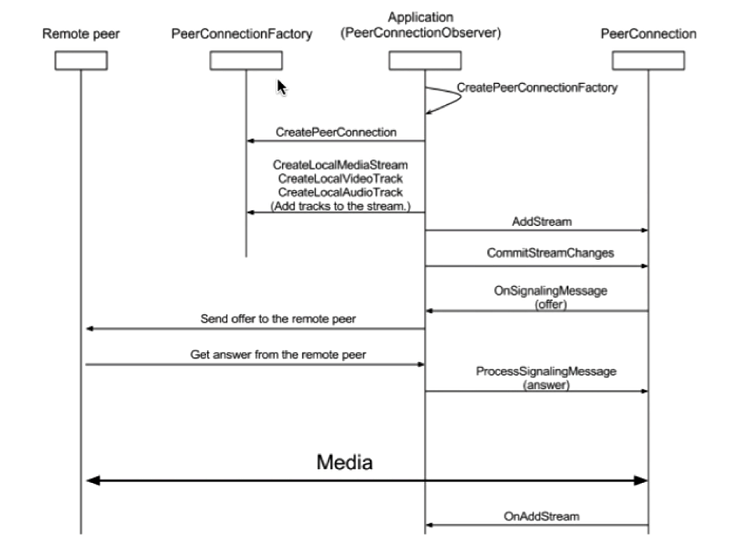 Remote peer
PeerConnectionFactory
Application
(PeerConnectionObserver)
PeerConnection
CreatePeerConnectionFactory
CreatePeerConnection
CreateLocalMediaStream
CreateLocalVideoTrack
CreateLocalAudioTrack
(Add tracks to the stream.)
AddStream
CommitStreamChanges
OnSignalingMessage
(offer)
Send offer to the remote peer
Get answer from the remote peer
ProcessSignalingMessage
(answer)
Media
OnAddStream